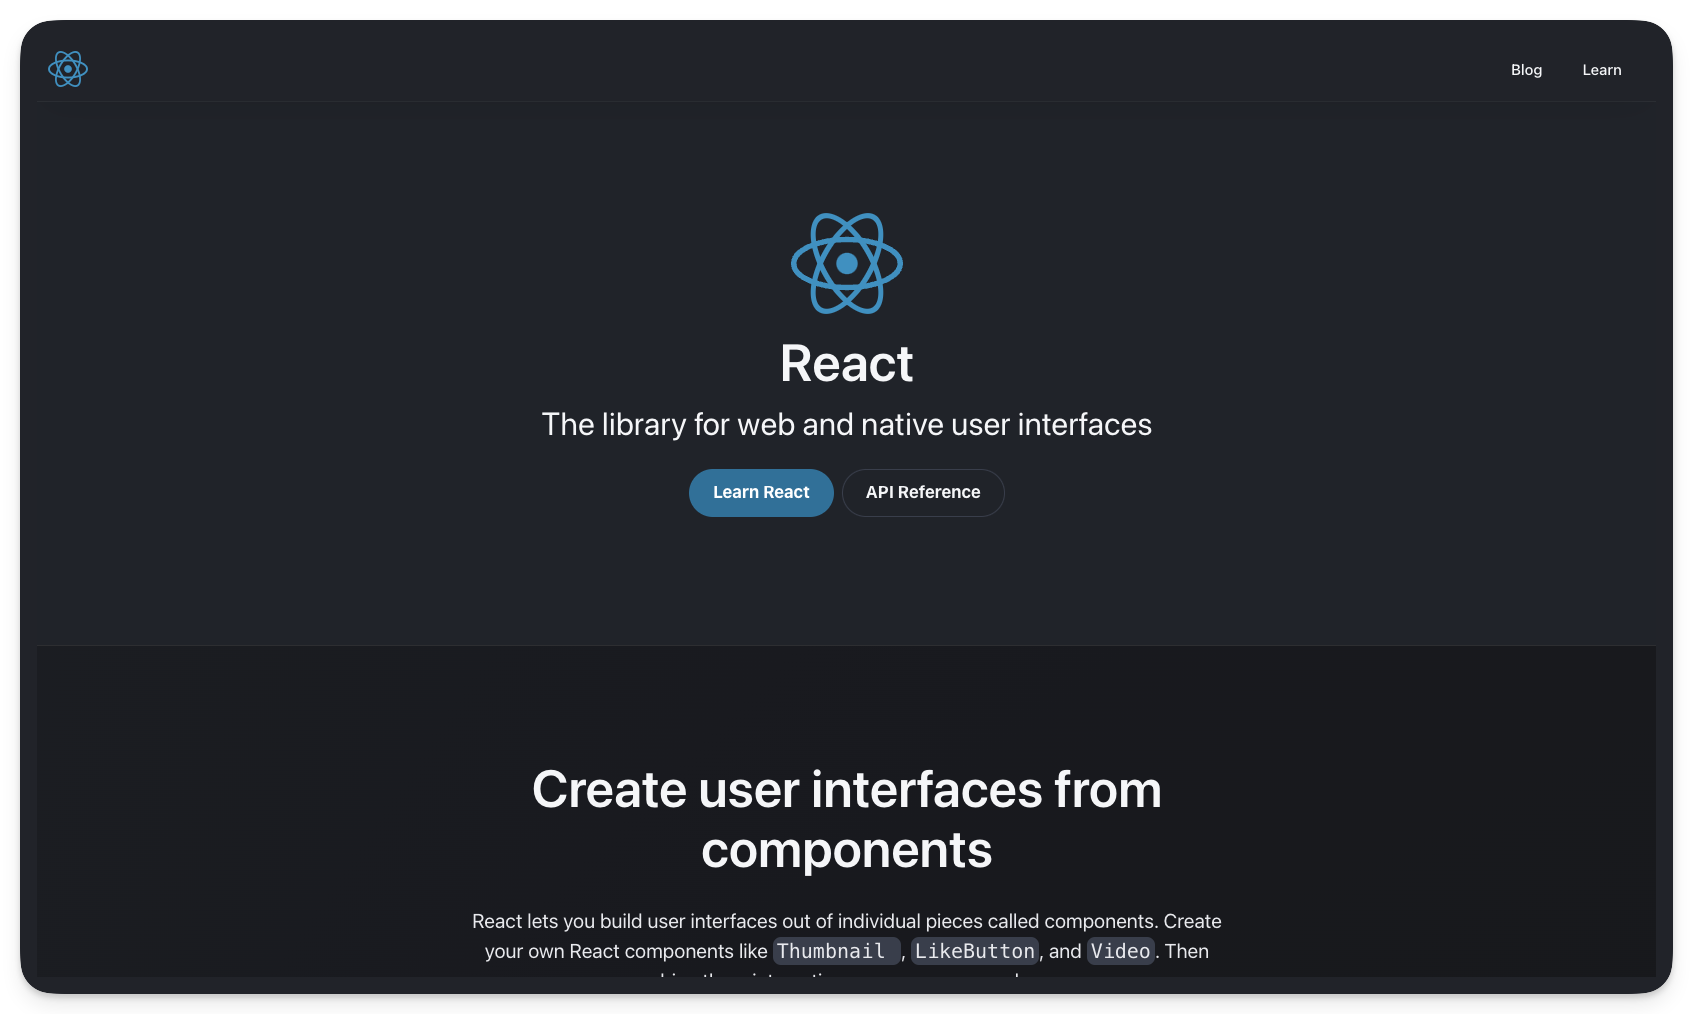 Blog
Learn
React
The library for web and native user interfaces
Learn React
API Reference
Create user interfaces from
components
React lets you build user interfaces out of individual pieces called components. Create
your own React components like Thumbnail , LikeButton, and Video. Then